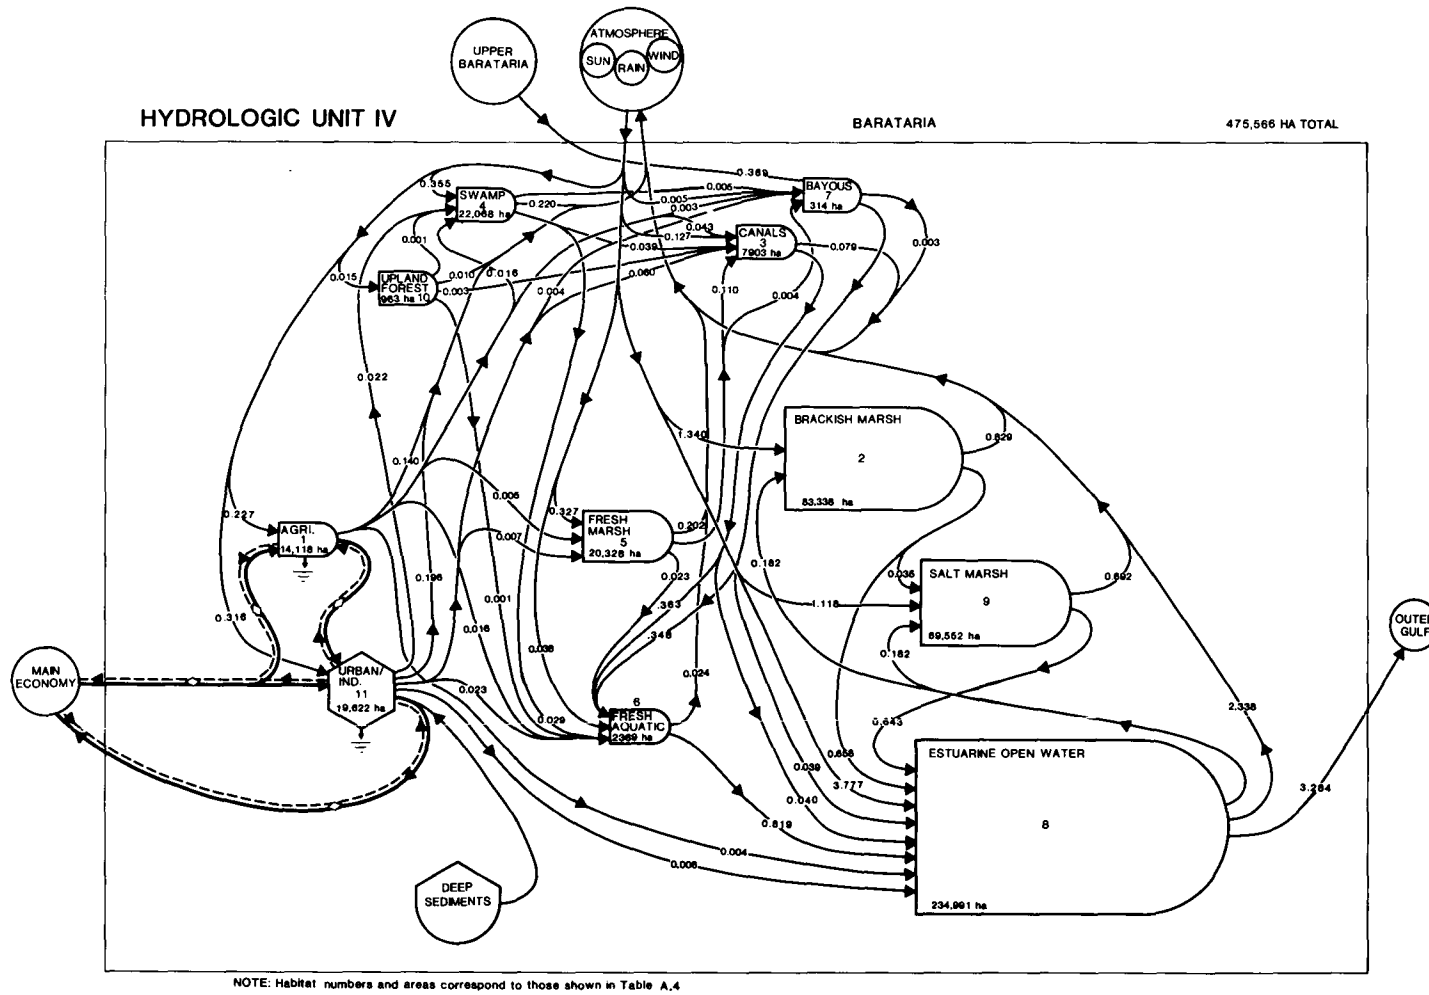 UPPER
BARATARIA
ATMOSPHERE
SUN
RAIN
WIND
HYDROLOGIC UNIT IV
BARATARIA
475,566 HA TOTAL
0.369
0.355
SWAMP
4
22,068 ha
0.005
0.220
0.005
0.003
BAYOUS
7
314 ha
0.043
0.127
CANALS
3
7903 ha
0.001
0.039
0.079
0.003
0.015
UPLAND
FOREST
963 ha 10
0.010
0.016
0.060
0.003
0.004
0.110
0.004
0.022
BRACKISH MARSH
2
83,338 ha
1.340
0.829
0.140
0.005
0.227
AGRI.
1
14,118 ha
0.327
FRESH
MARSH
5
20,328 ha
0.202
0.007
0.182
0.023
0.035
SALT MARSH
9
69,552 ha
0.692
0.196
0.001
.363
1.118
0.316
0.016
.348
0.182
OUTER
GULF
0.038
MAIN
ECONOMY
URBAN/
IND.
11
19,622 ha
0.023
0.024
6
FRESH
AQUATIC
2369 ha
0.029
0.643
2.338
ESTUARINE OPEN WATER
8
234,991 ha
0.039
3.777
0.040
3.284
0.819
0.004
0.006
DEEP
SEDIMENTS
NOTE: Habitat numbers and areas correspond to those shown in Table A.4